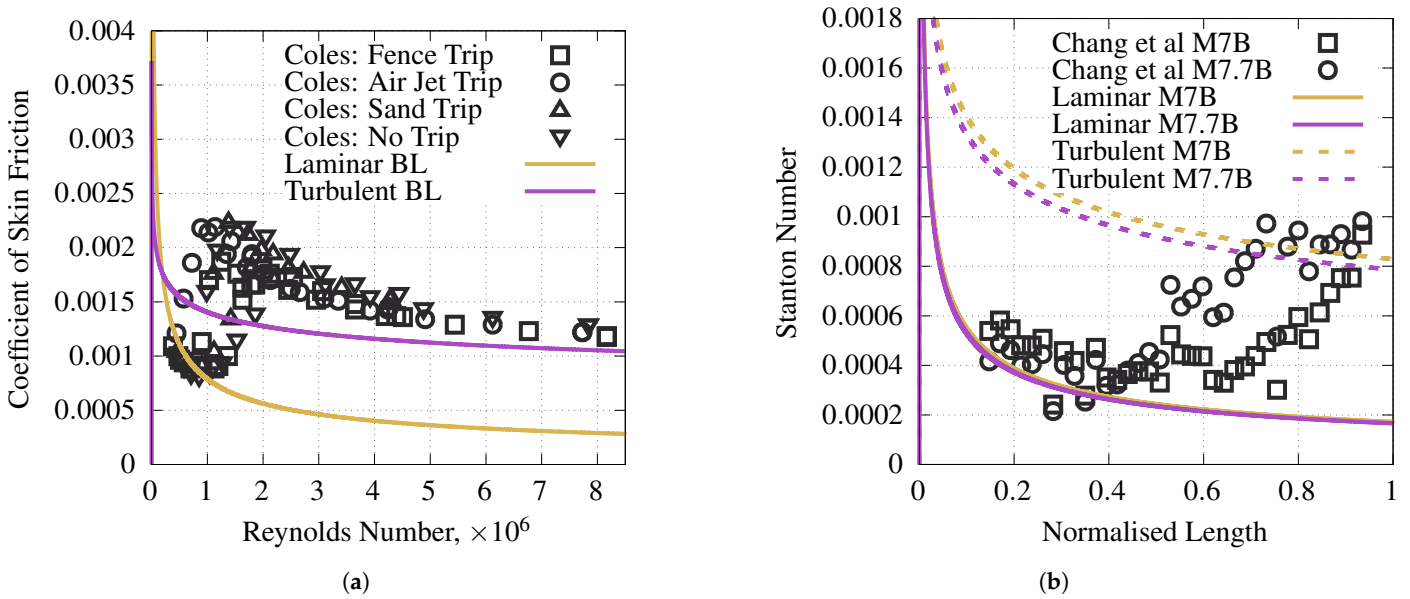 0.004
0.0035
0.003
0.0025
0.002
0.0015
0.001
0.0005
0
Coefficient of Skin Friction
Coles: Fence Trip
Coles: Air Jet Trip
Coles: Sand Trip
Coles: No Trip
Laminar BL
Turbulent BL
0 1 2 3 4 5 6 7 8
Reynolds Number, ×10⁶
(a)
0.0018
0.0016
0.0014
0.0012
0.001
0.0008
0.0006
0.0004
0.0002
0
Stanton Number
Chang et al M7B
Chang et al M7.7B
Laminar M7B
Laminar M7.7B
Turbulent M7B
Turbulent M7.7B
0 0.2 0.4 0.6 0.8 1
Normalised Length
(b)